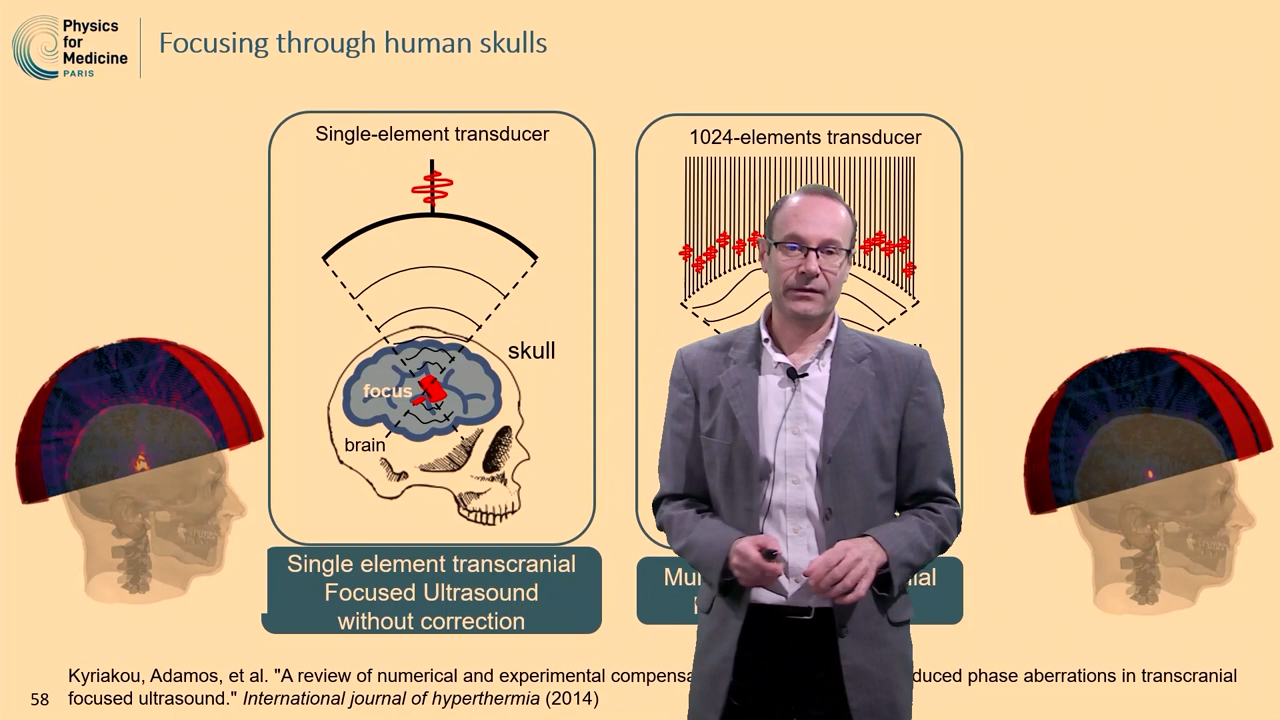 Physics
for
Medicine
PARIS
Focusing through human skulls
Single-element transducer
skull
focus
brain
Single element transcranial
Focused Ultrasound
without correction
1024-elements transducer
Kyriakou, Adamos, et al. "A review of numerical and experimental phase aberrations in transcranial
focused ultrasound." International journal of hyperthermia (2014)
58